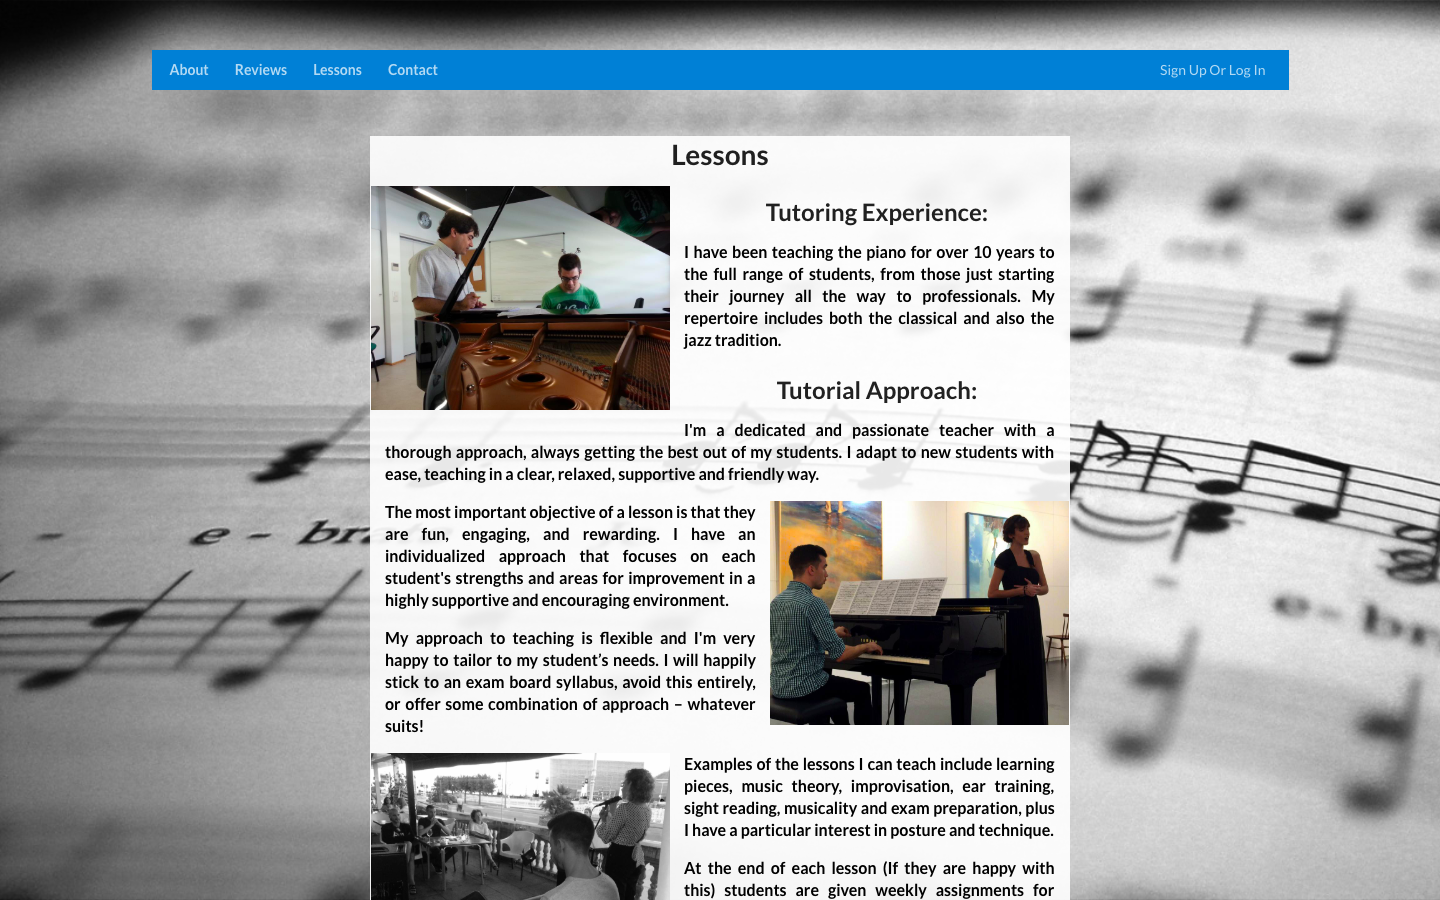 About Reviews Lessons Contact Sign Up Or Log In
Lessons
Tutoring Experience:
I have been teaching the piano for over 10 years to
the full range of students, from those just starting
their journey all the way to professionals. My
repertoire includes both the classical and also the
jazz tradition.
Tutorial Approach:
I'm a dedicated and passionate teacher with a
thorough approach, always getting the best out of my students. I adapt to new students with
ease, teaching in a clear, relaxed, supportive and friendly way.
The most important objective of a lesson is that they
are fun, engaging, and rewarding. I have an
individualized approach that focuses on each
student's strengths and areas for improvement in a
highly supportive and encouraging environment.
My approach to teaching is flexible and I'm very
happy to tailor to my student’s needs. I will happily
stick to an exam board syllabus, avoid this entirely,
or offer some combination of approach – whatever
suits!
Examples of the lessons I can teach include learning
pieces, music theory, improvisation, ear training,
sight reading, musicality and exam preparation, plus
I have a particular interest in posture and technique.
At the end of each lesson (If they are happy with
this) students are given weekly assignments for
e - br
e - br